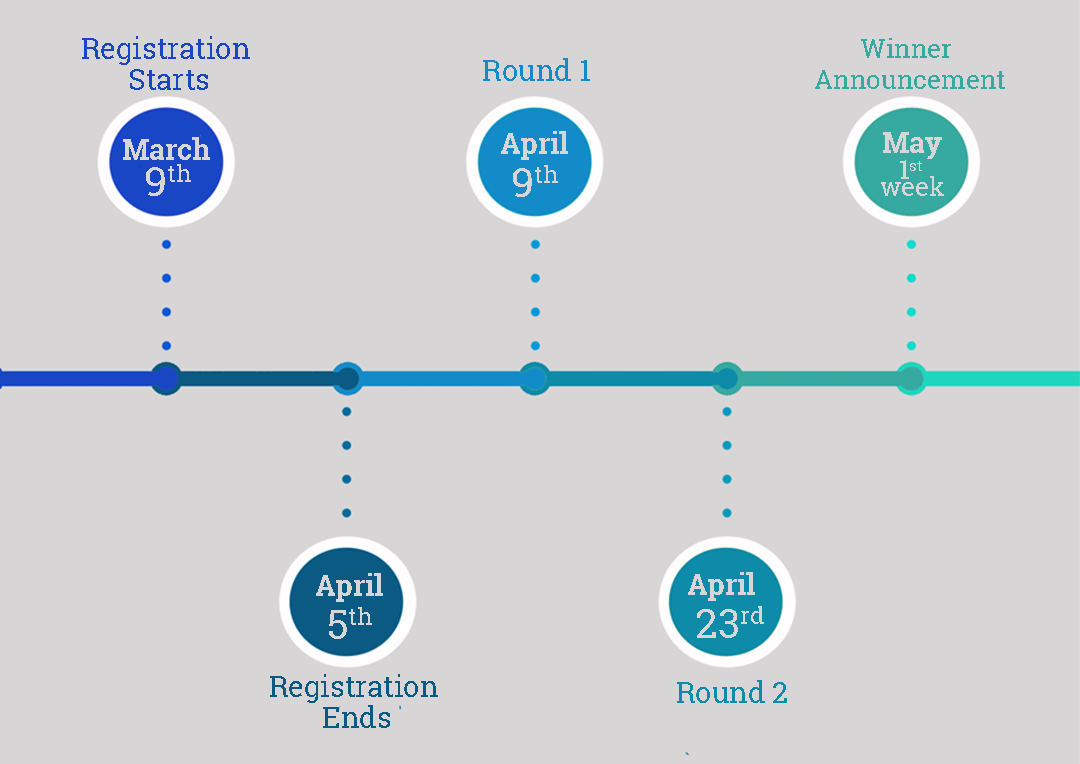 Registration
Starts
March
9th
Round 1
April
9th
Winner
Announcement
May
1st
week
April
5th
Registration
Ends
April
23rd
Round 2